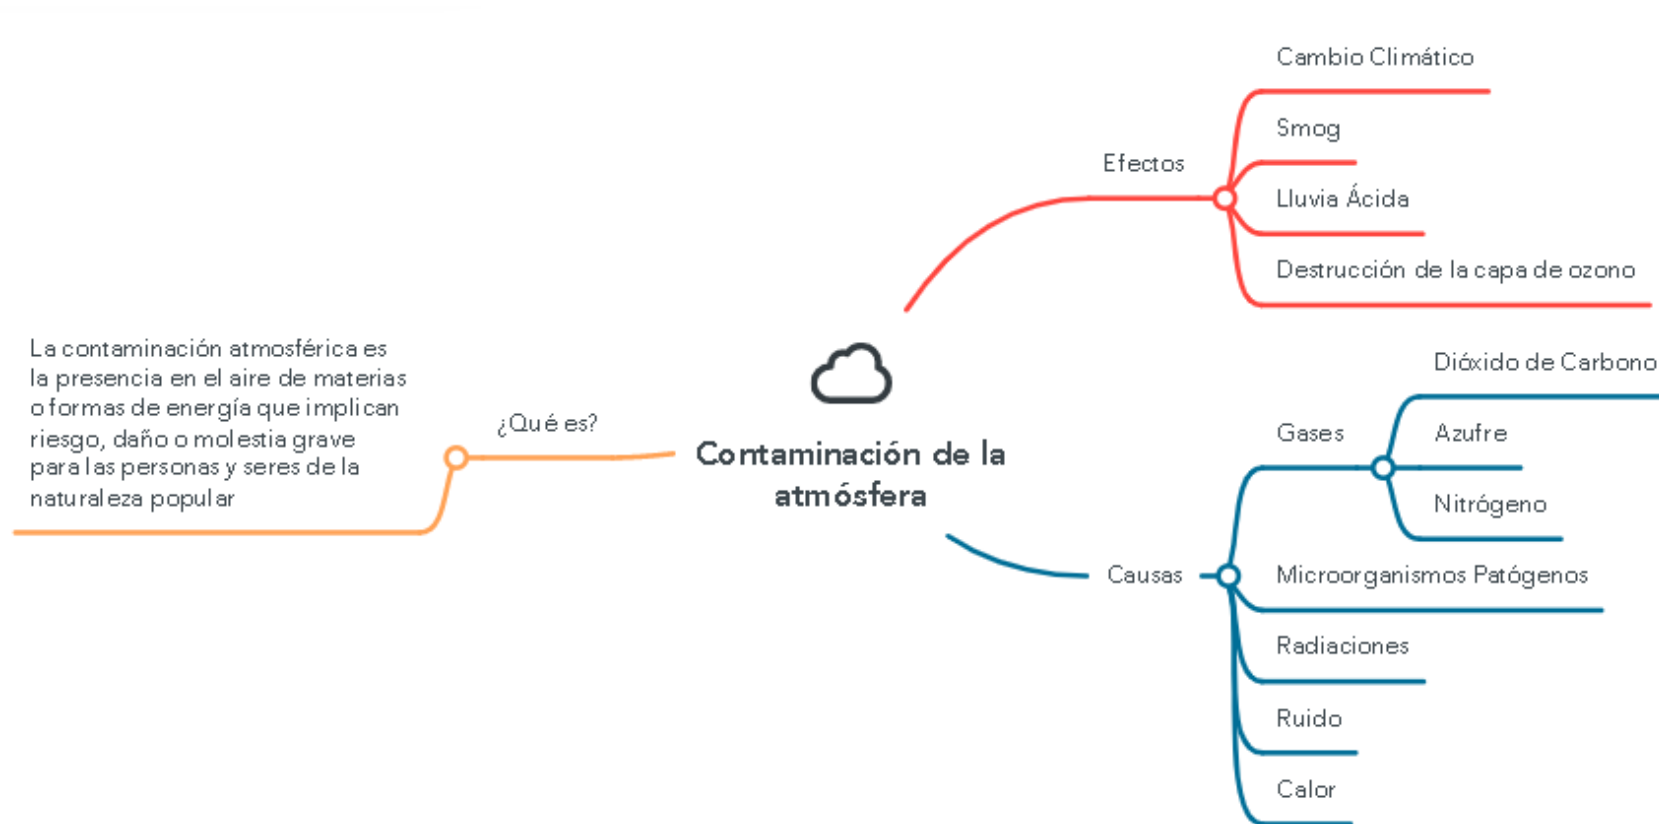 Cambio Climático
Smog
Efectos
Lluvia Ácida
Destrucción de la capa de ozono
La contaminación atmosférica es
la presencia en el aire de materias
o formas de energía que implican
riesgo, daño o molestia grave
para las personas y seres de la
naturaleza popular
¿Qué es?
Contaminación de la
atmósfera
Dióxido de Carbono
Gases
Azufre
Nitrógeno
Causas
Microorganismos Patógenos
Radiaciones
Ruido
Calor